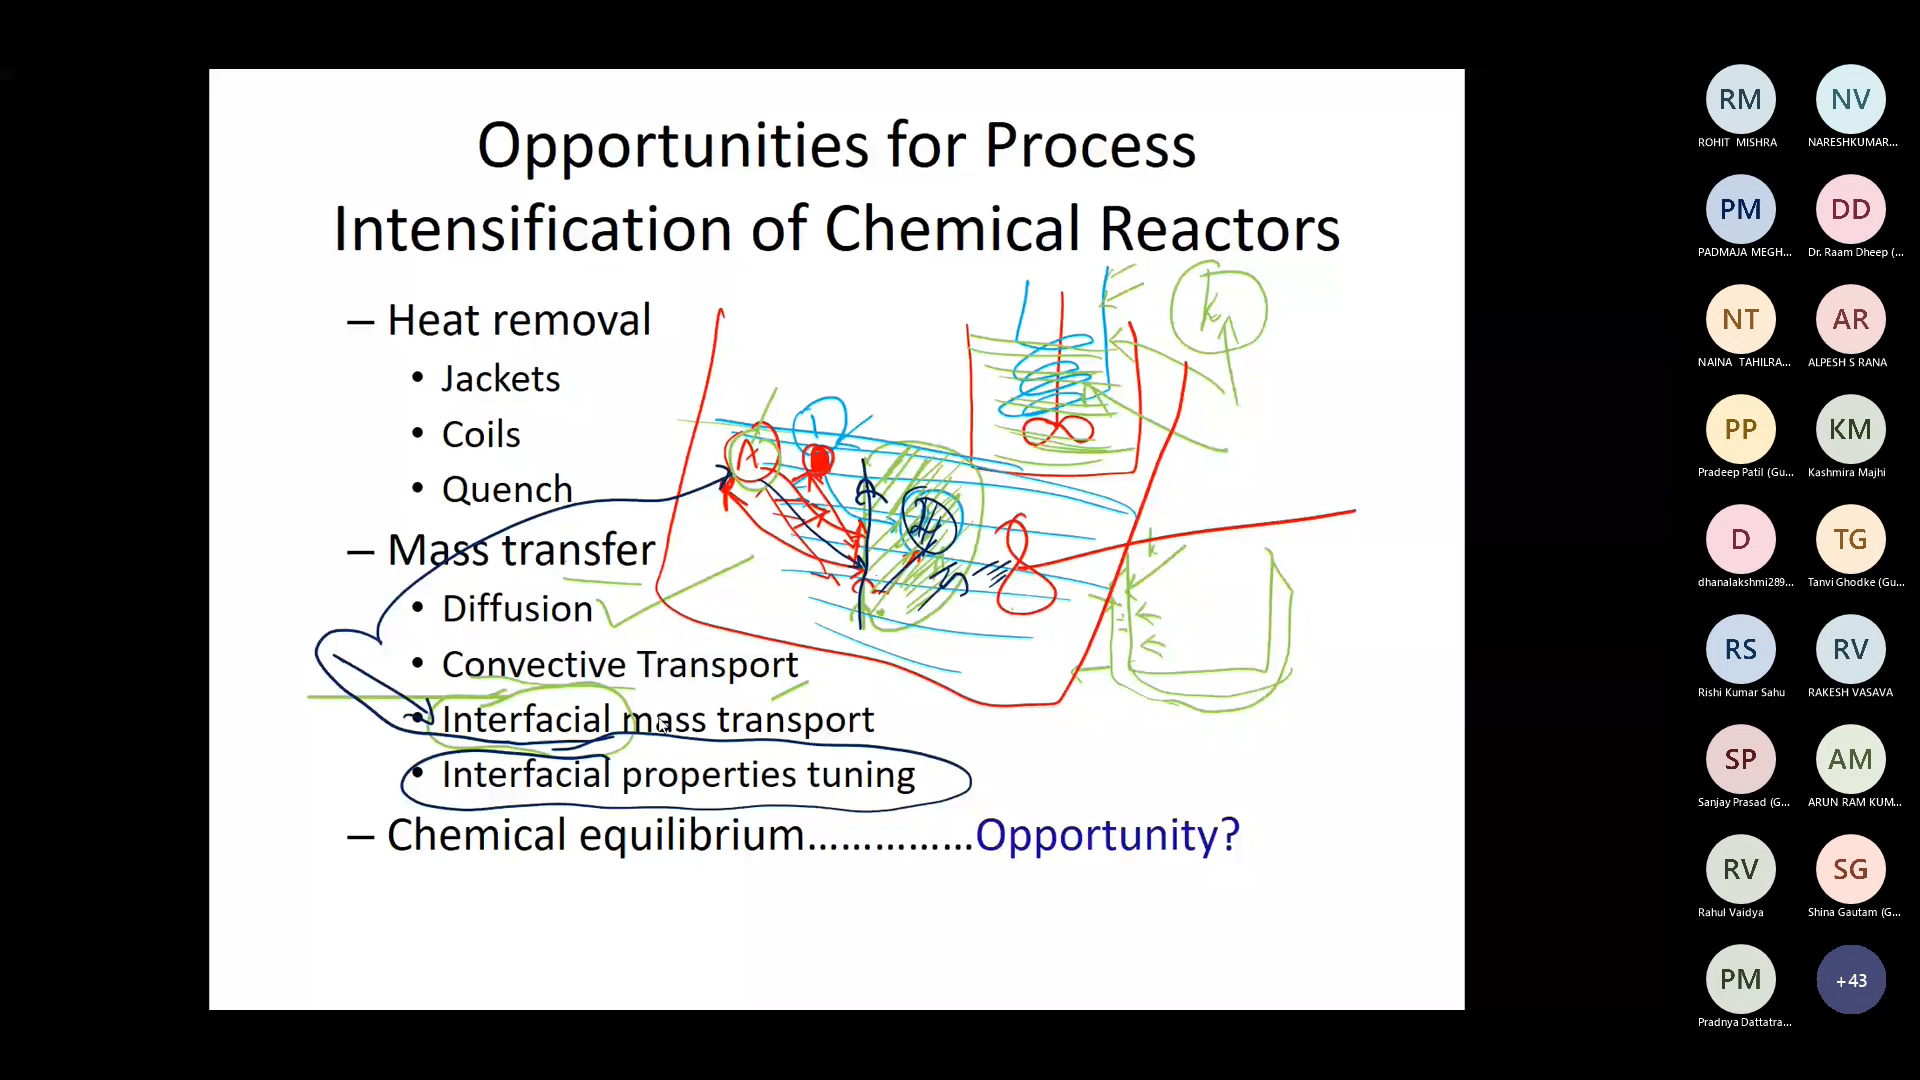 Opportunities for Process
Intensification of Chemical Reactors
– Heat removal
• Jackets
• Coils
• Quench
– Mass transfer
• Diffusion
• Convective Transport
• Interfacial mass transport
• Interfacial properties tuning
– Chemical equilibrium……………Opportunity?
A
1
2
k
k
RM
ROHIT MISHRA
NV
NARESHKUMAR...
PM
PADMAJA MEGH...
DD
Dr. Raam Dheep (...
NT
NAINA TAHILRA...
AR
ALPESH S RANA
PP
Pradeep Patil (Gu...
KM
Kashmira Majhi
D
dhanalakshmi289...
TG
Tanvi Ghodke (Gu...
RS
Rishi Kumar Sahu
RV
RAKESH VASAVA
SP
Sanjay Prasad (G...
AM
ARUN RAM KUM...
RV
Rahul Vaidya
SG
Shina Gautam (G...
PM
Pradnya Dattatra...
+43